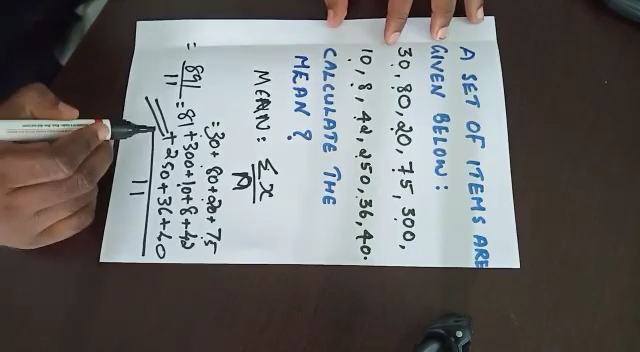 A SET OF ITEMS ARE
GIVEN BELOW:
30, 80, 20, 75, 300,
10, 8, 42, 250, 36, 40.
CALCULATE THE
MEAN ?
MEAN: Σx
n
= 30+ 80+20+75
+300+10+8+42
+250+36+40
11
= 891
11
= 81